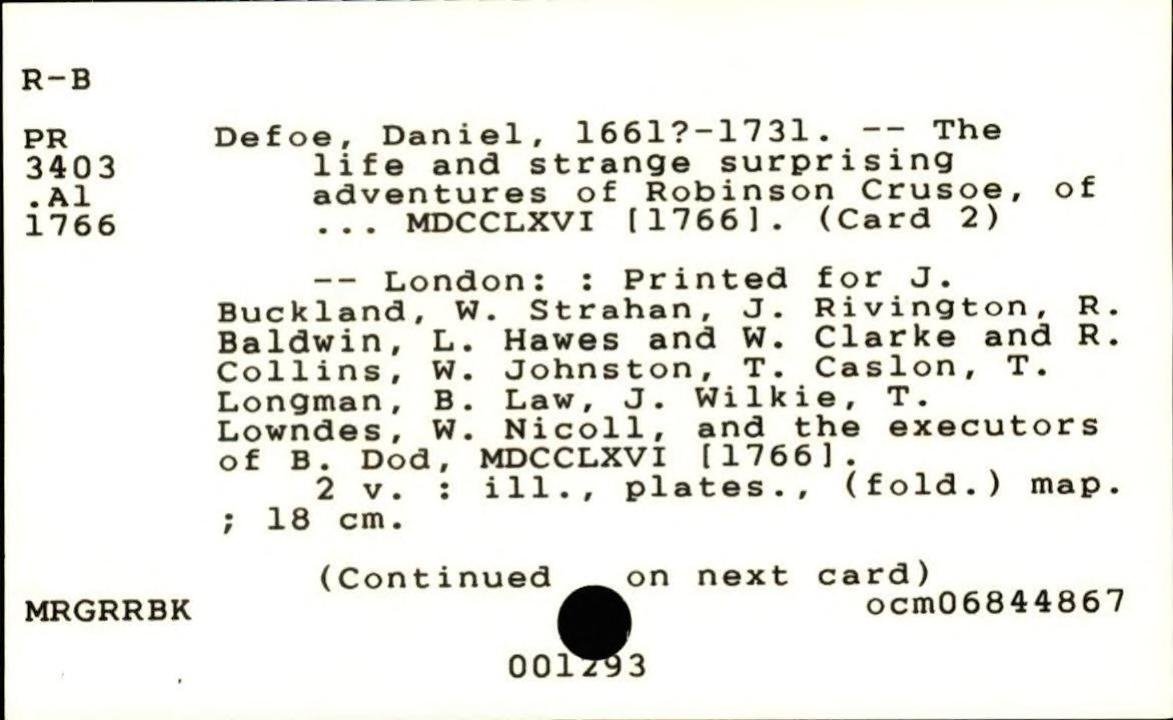 R-B
PR Defoe, Daniel, 1661?-1731. -- The
3403 life and strange surprising
.A1 adventures of Robinson Crusoe, of
1766 ... MDCCLXVI [1766]. (Card 2)
-- London: : Printed for J.
Buckland, W. Strahan, J. Rivington, R.
Baldwin, L. Hawes and W. Clarke and R.
Collins, W. Johnston, T. Caslon, T.
Longman, B. Law, J. Wilkie, T.
Lowndes, W. Nicoll, and the executors
of B. Dod, MDCCLXVI [1766].
2 v. : ill., plates., (fold.) map.
; 18 cm.
(Continued on next card)
MRGRRBK ocm06844867
001293